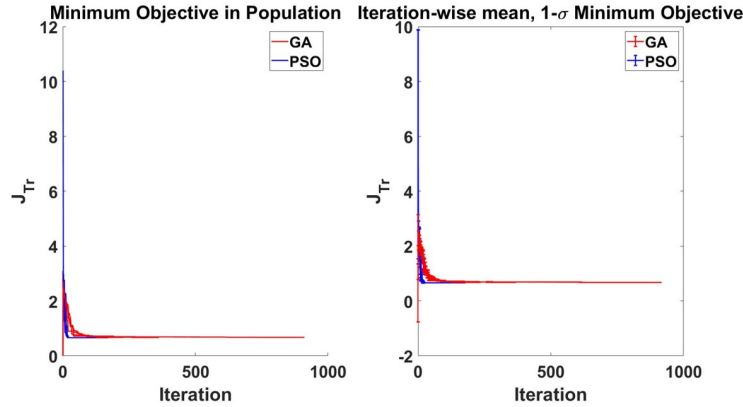 Minimum Objective in Population
12
10
8
6
4
2
0
J_Tr
0
500
1000
Iteration
GA
PSO
Iteration-wise mean, 1-σ Minimum Objective
10
8
6
4
2
0
-2
J_Tr
0
500
1000
Iteration
GA
PSO